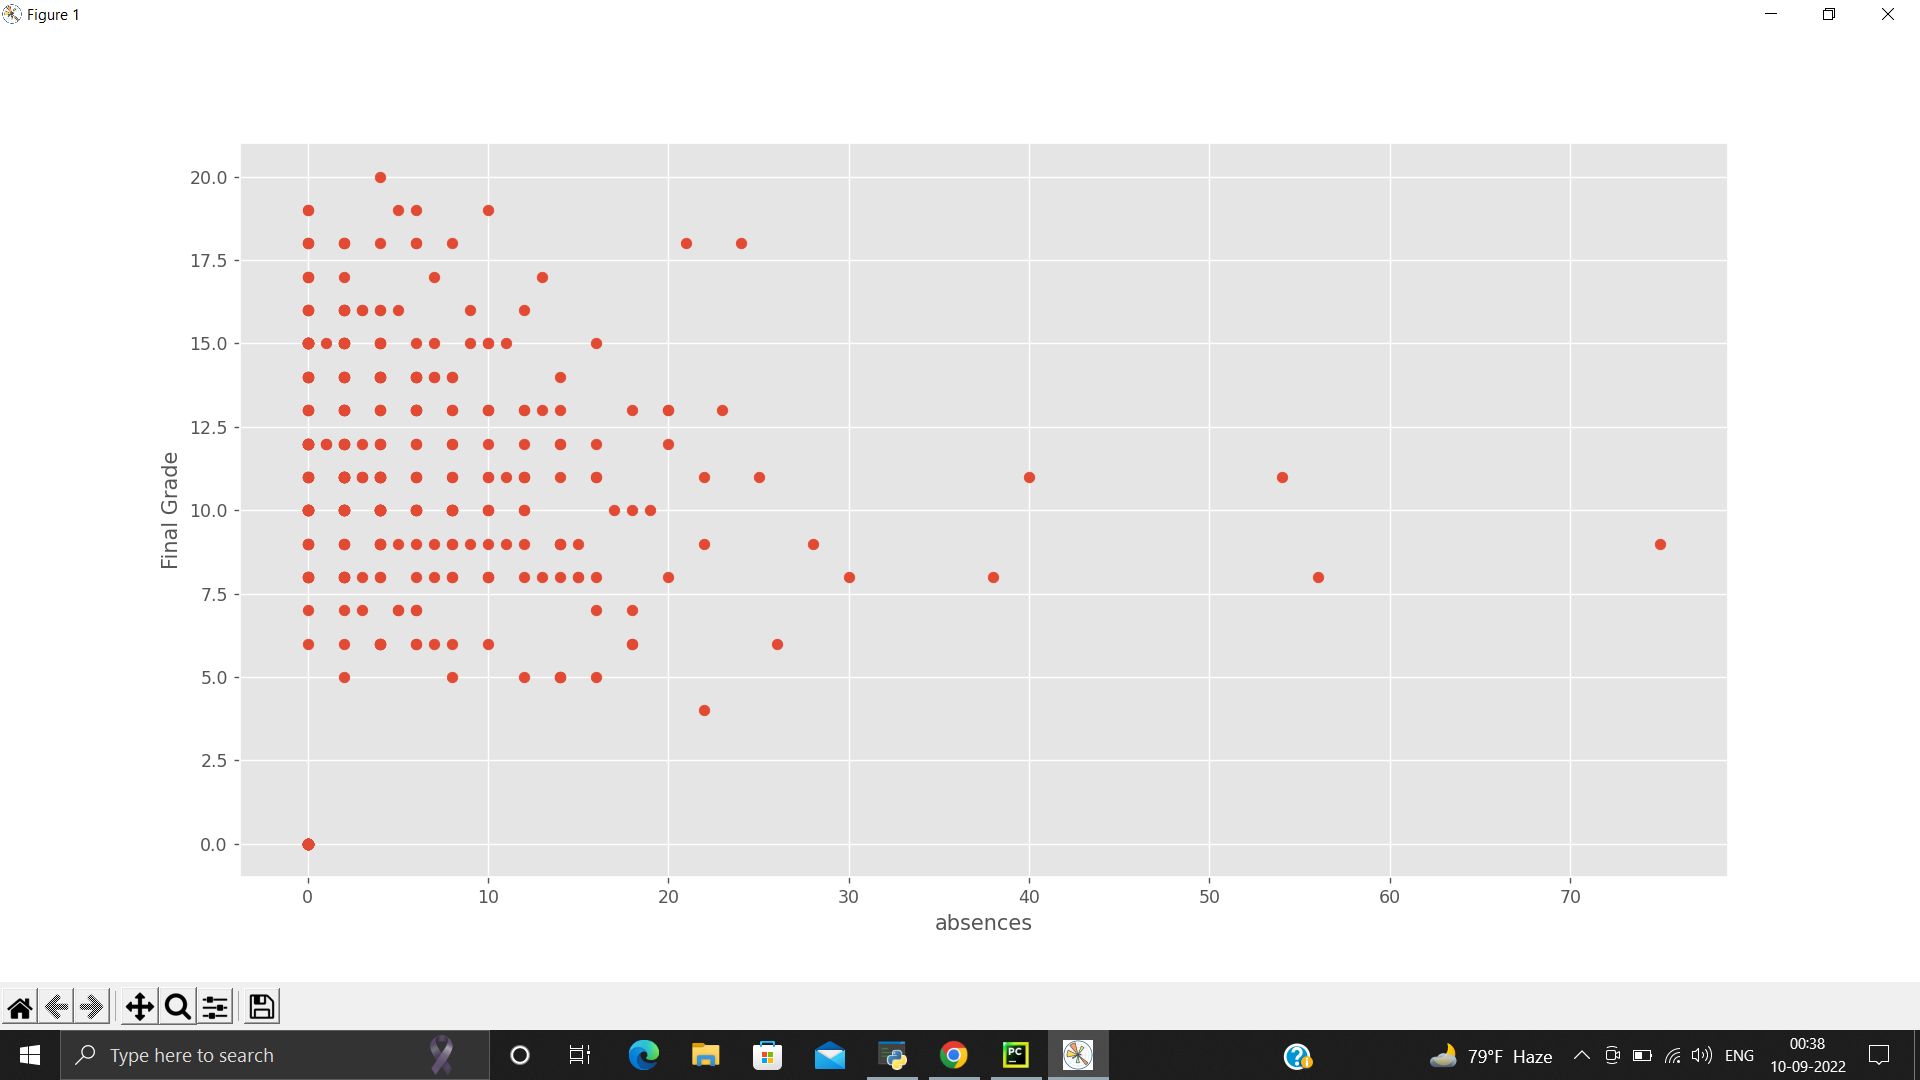 Figure 1
20.0
17.5
15.0
12.5
10.0
7.5
5.0
2.5
0.0
Final Grade
0 10 20 30 40 50 60 70
absences
Type here to search
PC
79°F Haze
ENG
00:38
10-09-2022